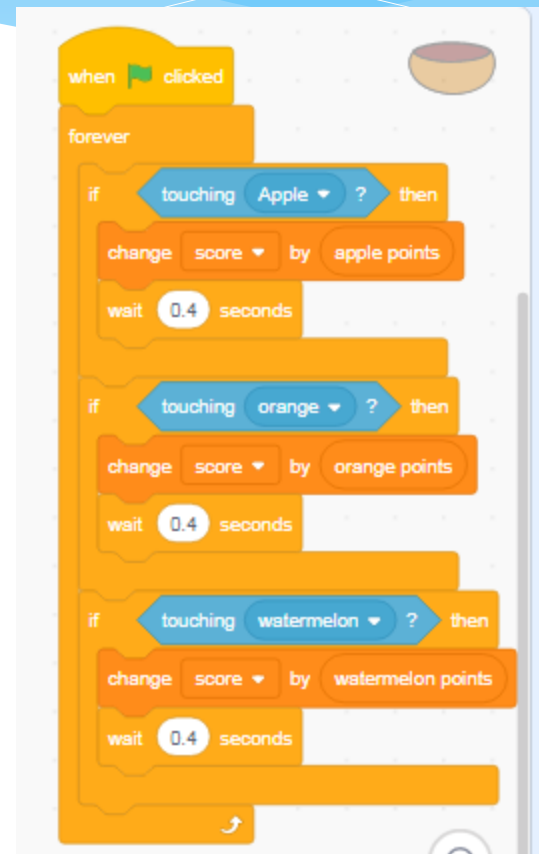 when clicked
forever
if touching Apple ? then
change score by apple points
wait 0.4 seconds
if touching orange ? then
change score by orange points
wait 0.4 seconds
if touching watermelon ? then
change score by watermelon points
wait 0.4 seconds